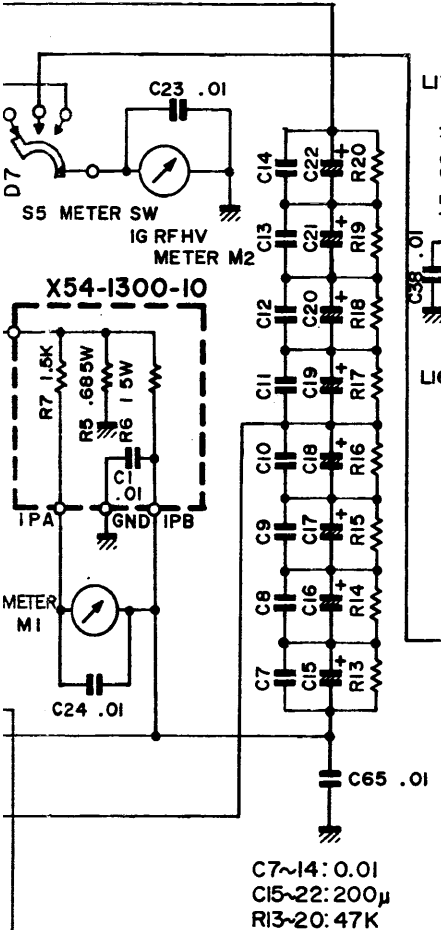 C23 .01
D7
S5 METER SW
IG RFHV
METER M2
X54-1300-10
R7 1.5K
R5 .685W
R6 1.5W
C1
.01
IPA
GND
IPB
METER
M1
C24 .01
C14
C22
+
R20
C13
C21
+
R19
C12
C20
+
R18
C11
C19
+
R17
C10
C18
+
R16
C9
C17
+
R15
C8
C16
+
R14
C7
C15
+
R13
C38 .01
C65 .01
C7~14: 0.01
C15~22: 200μ
R13~20: 47K